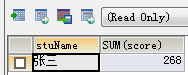 (Read Only)
stuName SUM(score)
张三 268